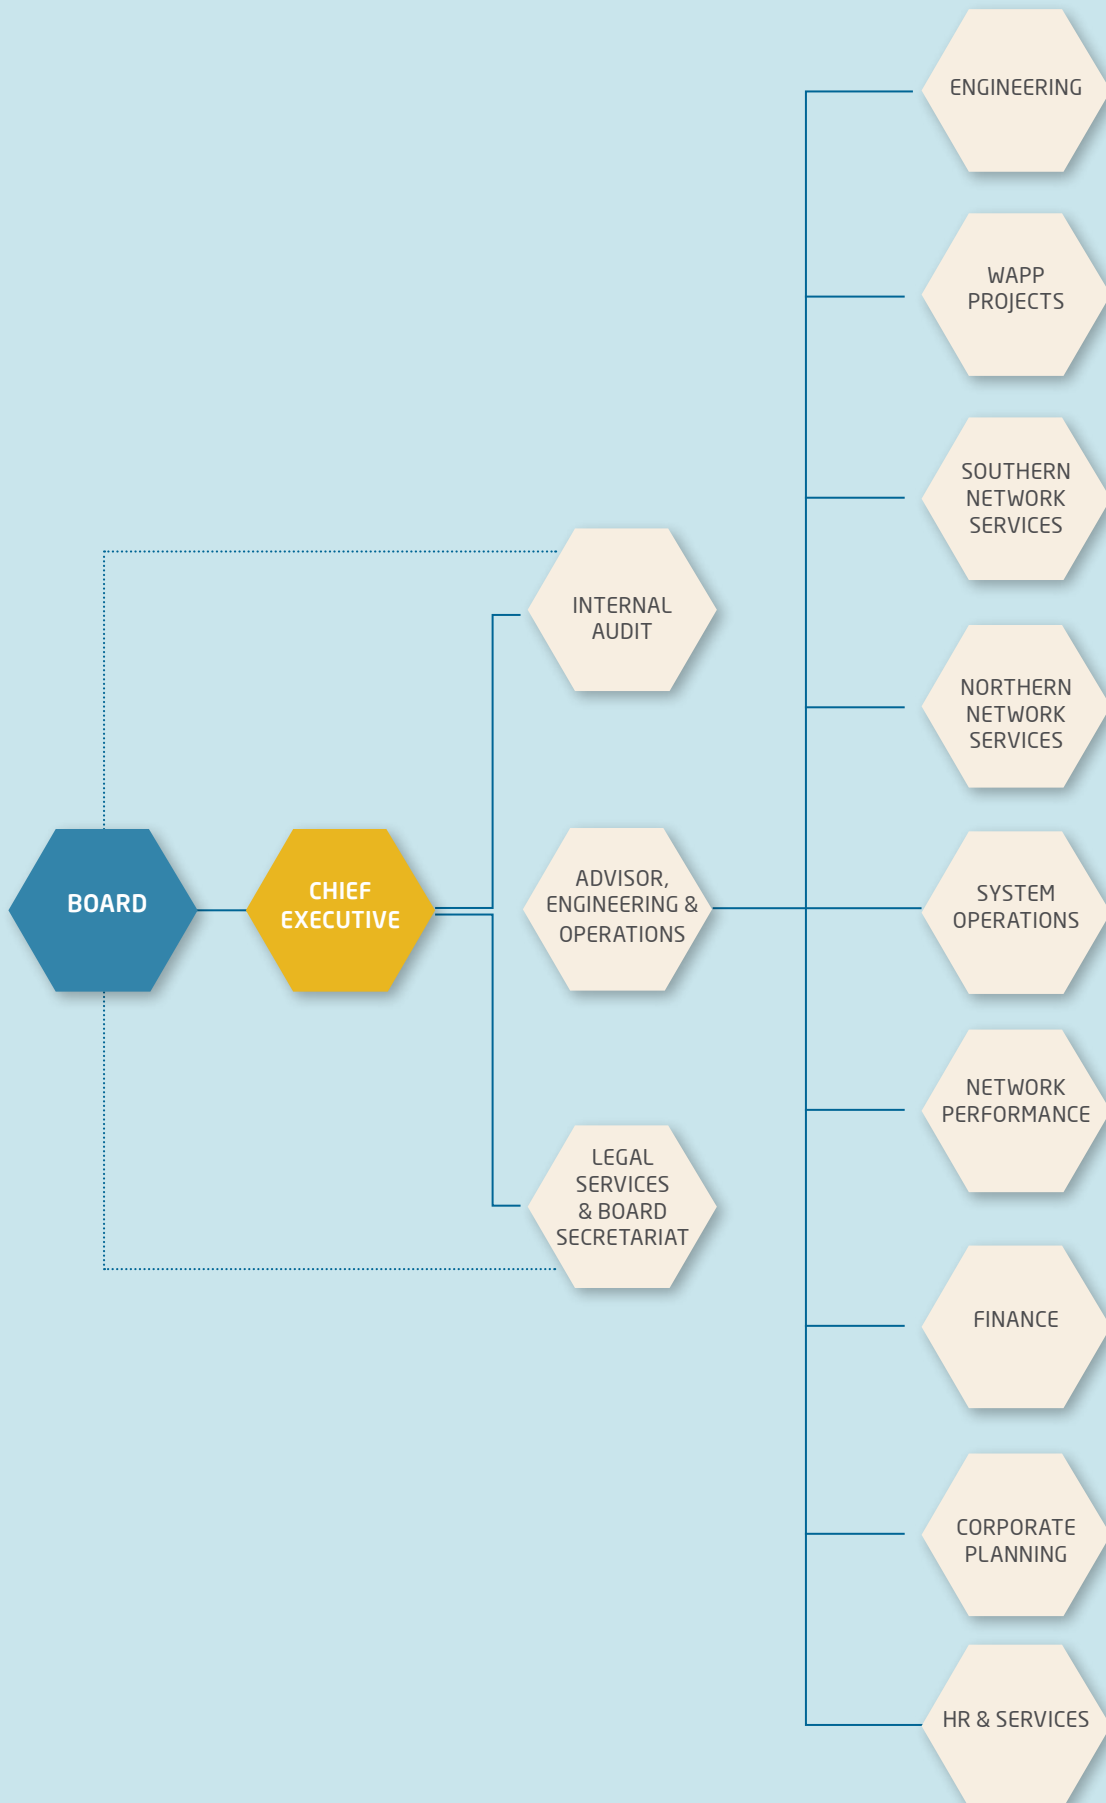 BOARD
CHIEF
EXECUTIVE
INTERNAL
AUDIT
ADVISOR,
ENGINEERING &
OPERATIONS
LEGAL
SERVICES
& BOARD
SECRETARIAT
ENGINEERING
WAPP
PROJECTS
SOUTHERN
NETWORK
SERVICES
NORTHERN
NETWORK
SERVICES
SYSTEM
OPERATIONS
NETWORK
PERFORMANCE
FINANCE
CORPORATE
PLANNING
HR & SERVICES